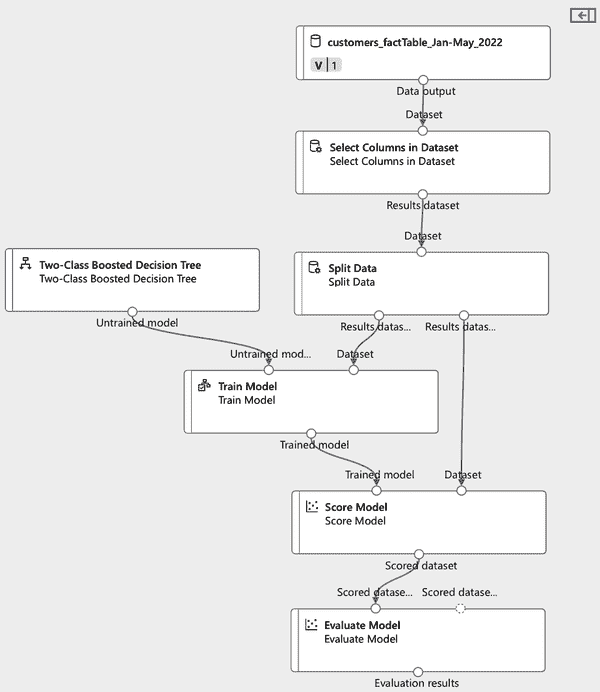 customers_factTable_Jan-May_2022
V 1
Data output
Dataset
Select Columns in Dataset
Select Columns in Dataset
Results dataset
Dataset
Two-Class Boosted Decision Tree
Two-Class Boosted Decision Tree
Untrained model
Split Data
Split Data
Results datas... Results datas...
Untrained mod... Dataset
Train Model
Train Model
Trained model
Trained model Dataset
Score Model
Score Model
Scored dataset
Scored datase... Scored datase...
Evaluate Model
Evaluate Model
Evaluation results